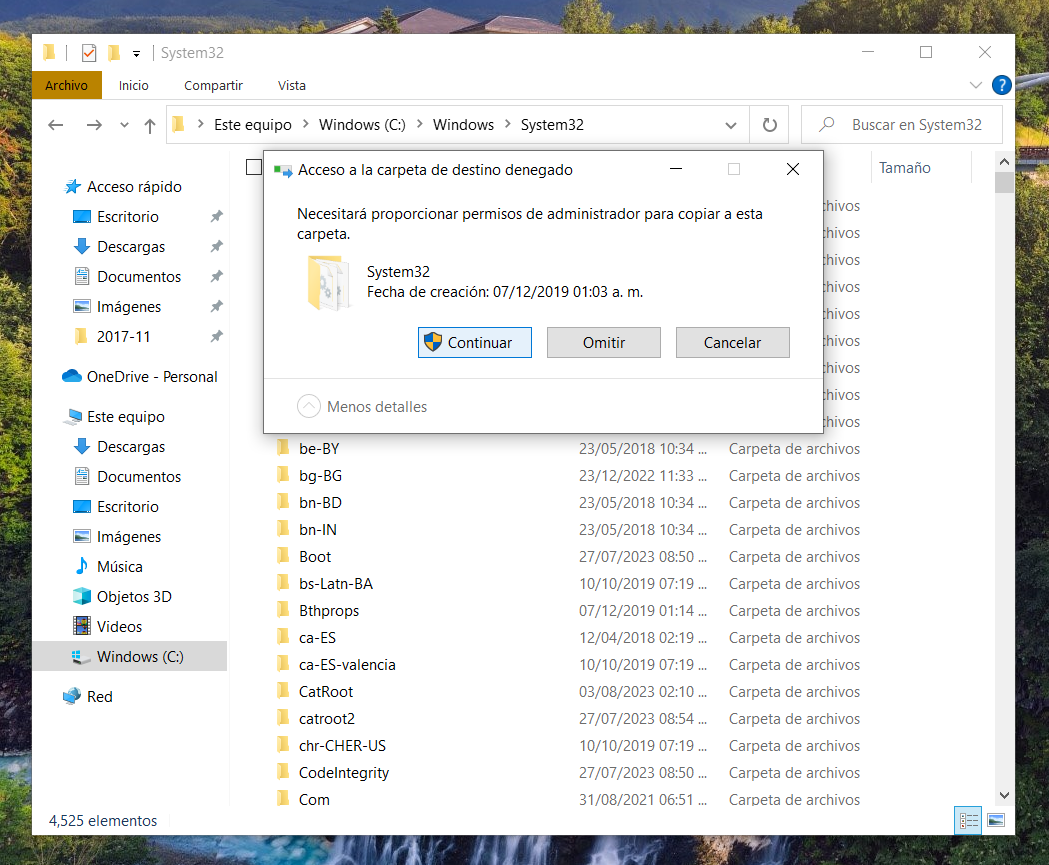 System32
Archivo
Inicio
Compartir
Vista
?
Este equipo
Windows (C:)
Windows
System32
Buscar en System32
Acceso rápido
Escritorio
Descargas
Documentos
Imágenes
2017-11
OneDrive - Personal
Este equipo
Descargas
Documentos
Escritorio
Imágenes
Música
Objetos 3D
Videos
Windows (C:)
Red
Acceso a la carpeta de destino denegado
Necesitará proporcionar permisos de administrador para copiar a esta
carpeta.
System32
Fecha de creación: 07/12/2019 01:03 a. m.
Continuar
Omitir
Cancelar
Menos detalles
Tamaño
chivos
chivos
chivos
chivos
chivos
chivos
chivos
chivos
chivos
be-BY 23/05/2018 10:34 ... Carpeta de archivos
bg-BG 23/12/2022 11:33 ... Carpeta de archivos
bn-BD 23/05/2018 10:34 ... Carpeta de archivos
bn-IN 23/05/2018 10:34 ... Carpeta de archivos
Boot 27/07/2023 08:50 ... Carpeta de archivos
bs-Latn-BA 10/10/2019 07:19 ... Carpeta de archivos
Bthprops 07/12/2019 01:14 ... Carpeta de archivos
ca-ES 12/04/2018 02:19 ... Carpeta de archivos
ca-ES-valencia 10/10/2019 07:19 ... Carpeta de archivos
CatRoot 03/08/2023 02:10 ... Carpeta de archivos
catroot2 27/07/2023 08:54 ... Carpeta de archivos
chr-CHER-US 10/10/2019 07:19 ... Carpeta de archivos
CodeIntegrity 27/07/2023 08:50 ... Carpeta de archivos
Com 31/08/2021 06:51 ... Carpeta de archivos
4,525 elementos